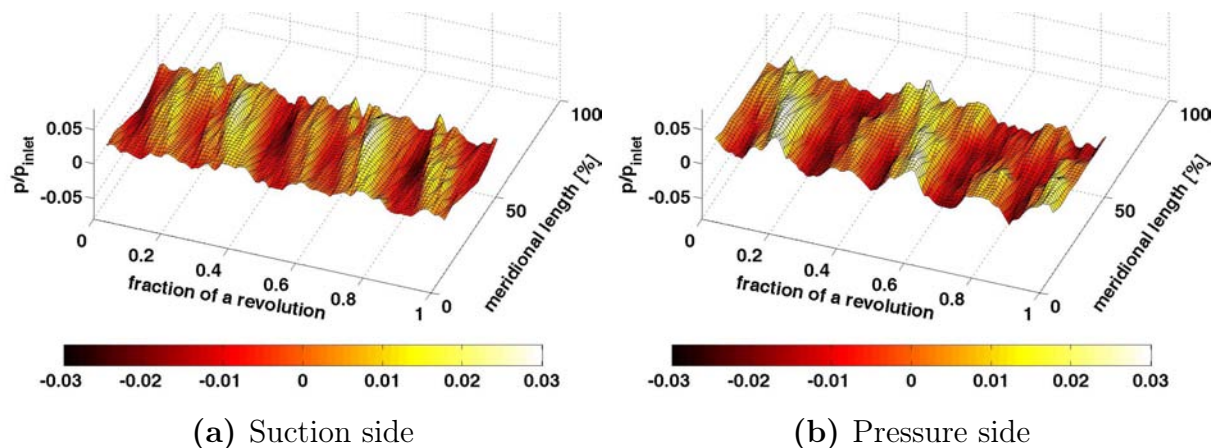 0.05
0
-0.05
p/p_inlet
0
0.2
0.4
0.6
0.8
1
fraction of a revolution
0
50
100
meridional length [%]
-0.03 -0.02 -0.01 0 0.01 0.02 0.03
(a) Suction side
0.05
0
-0.05
p/p_inlet
0
0.2
0.4
0.6
0.8
1
fraction of a revolution
0
50
100
meridional length [%]
-0.03 -0.02 -0.01 0 0.01 0.02 0.03
(b) Pressure side